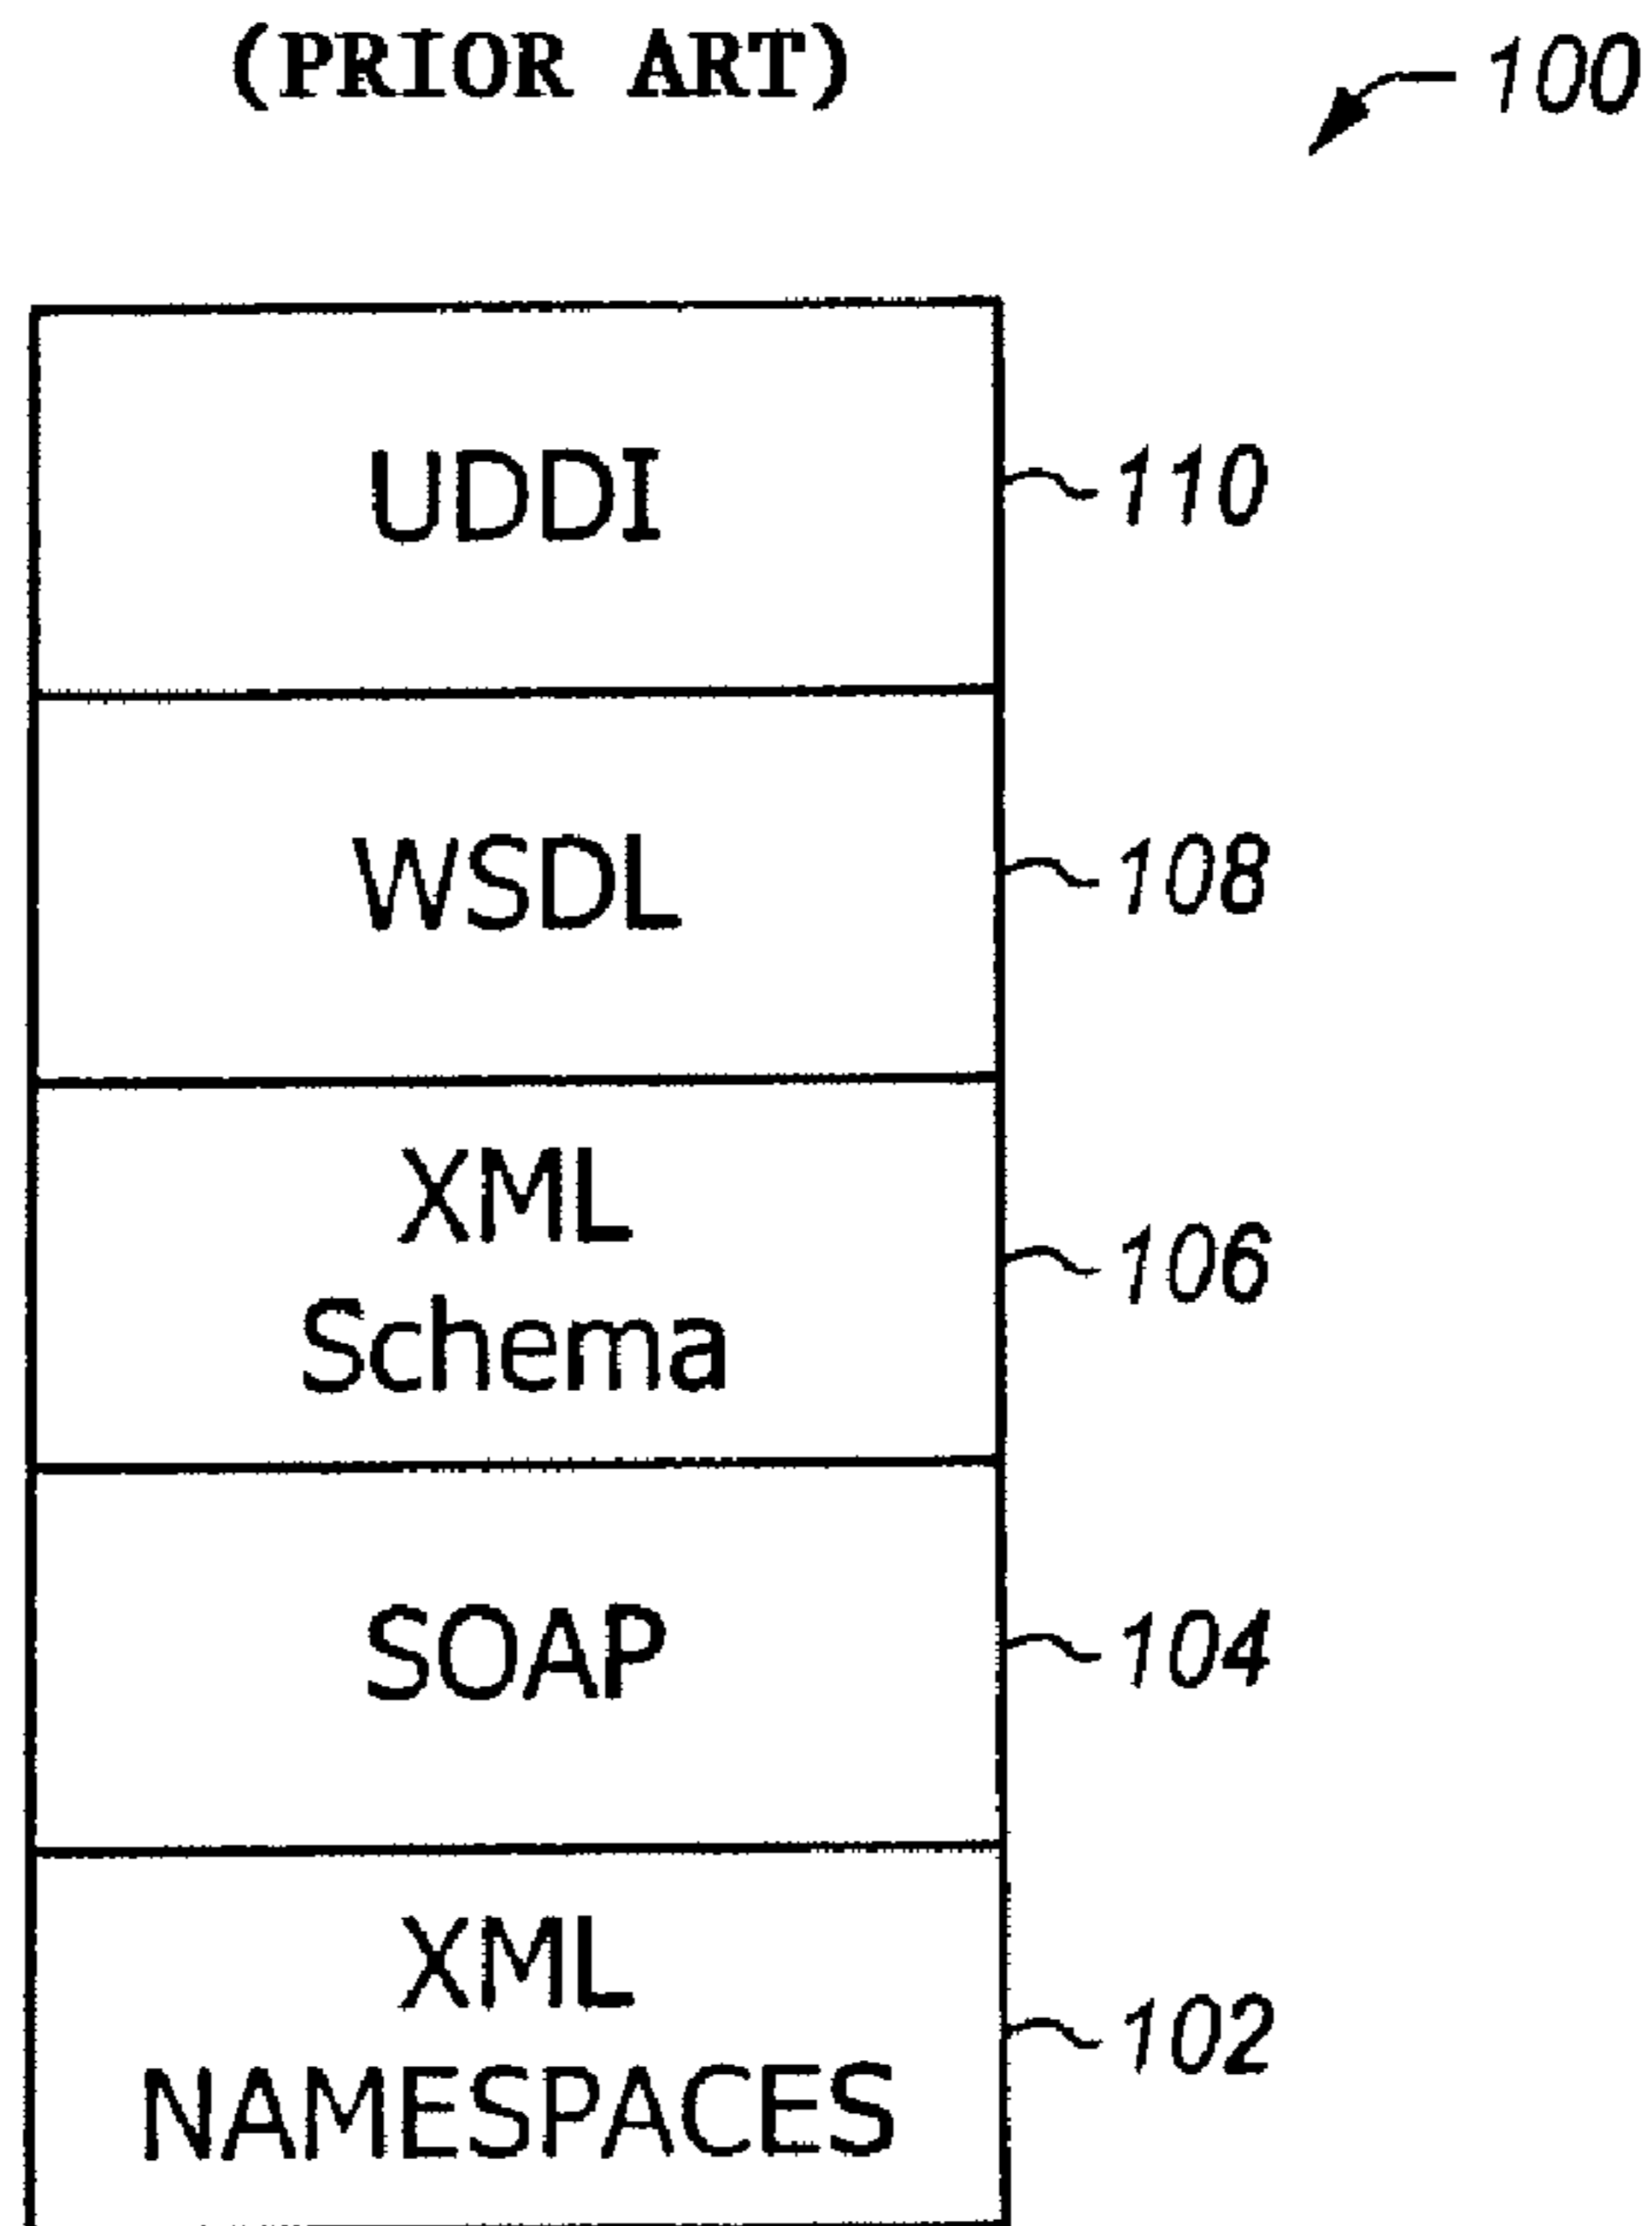 (PRIOR ART)
100
UDDI
110
WSDL
108
XML
Schema
106
SOAP
104
XML
NAMESPACES
102